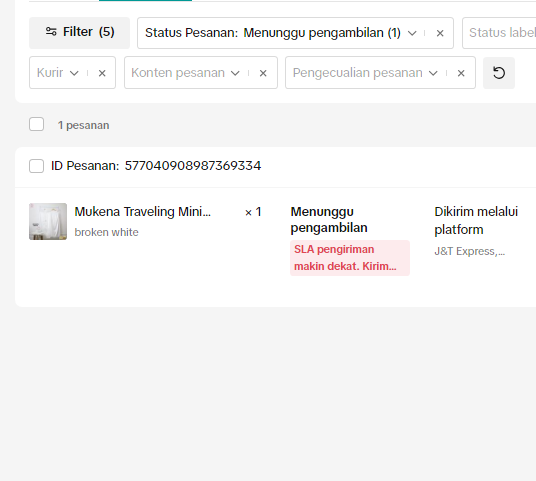 Filter (5)
Status Pesanan: Menunggu pengambilan (1)
Status label
Kurir
Konten pesanan
Pengecualian pesanan
1 pesanan
ID Pesanan: 577040908987369334
Mukena Traveling Mini...
× 1
broken white
Menunggu
pengambilan
SLA pengiriman
makin dekat. Kirim...
Dikirim melalui
platform
J&T Express,...